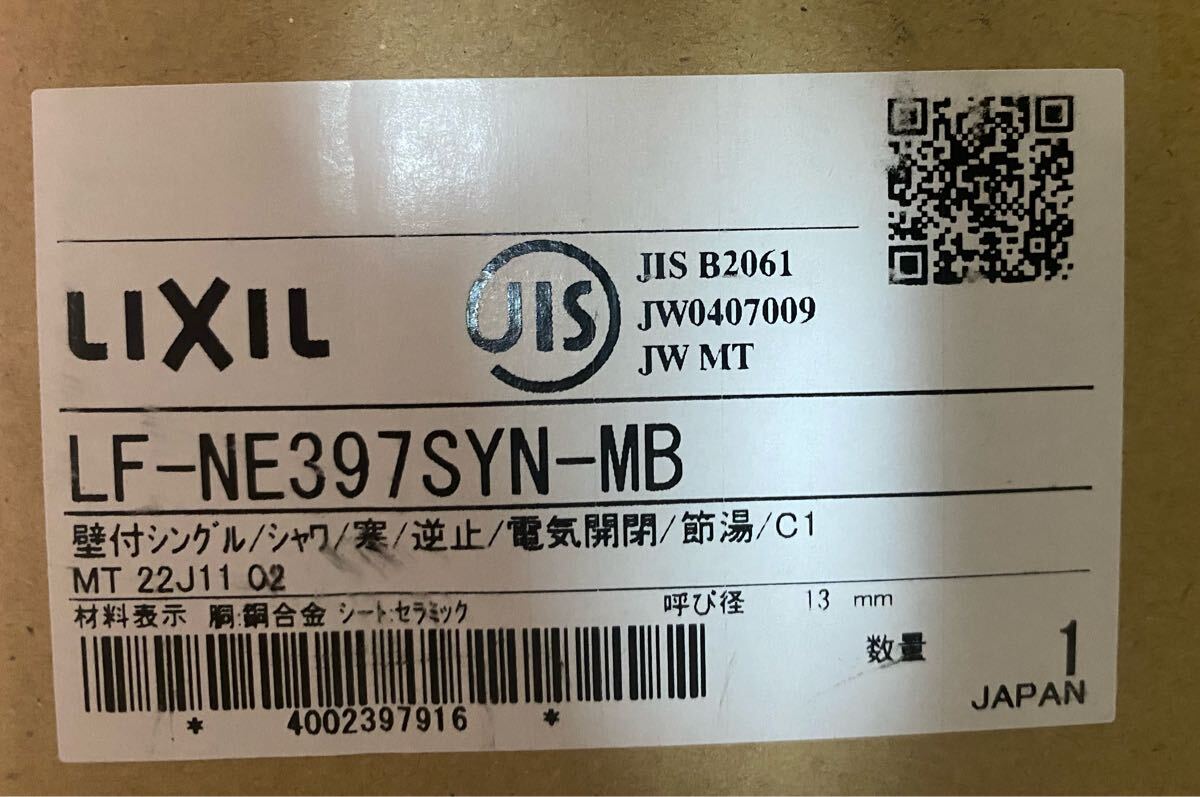 LIXIL
JIS
JIS B2061
JW0407009
JW MT
LF-NE397SYN-MB
壁付シングル/シャワ/寒/逆止/電気開閉/節湯/C1
MT 22J11 02
材料表示 胴:銅合金 シート:セラミック
呼び径 13 mm
数量 1
* 4002397916 *
JAPAN